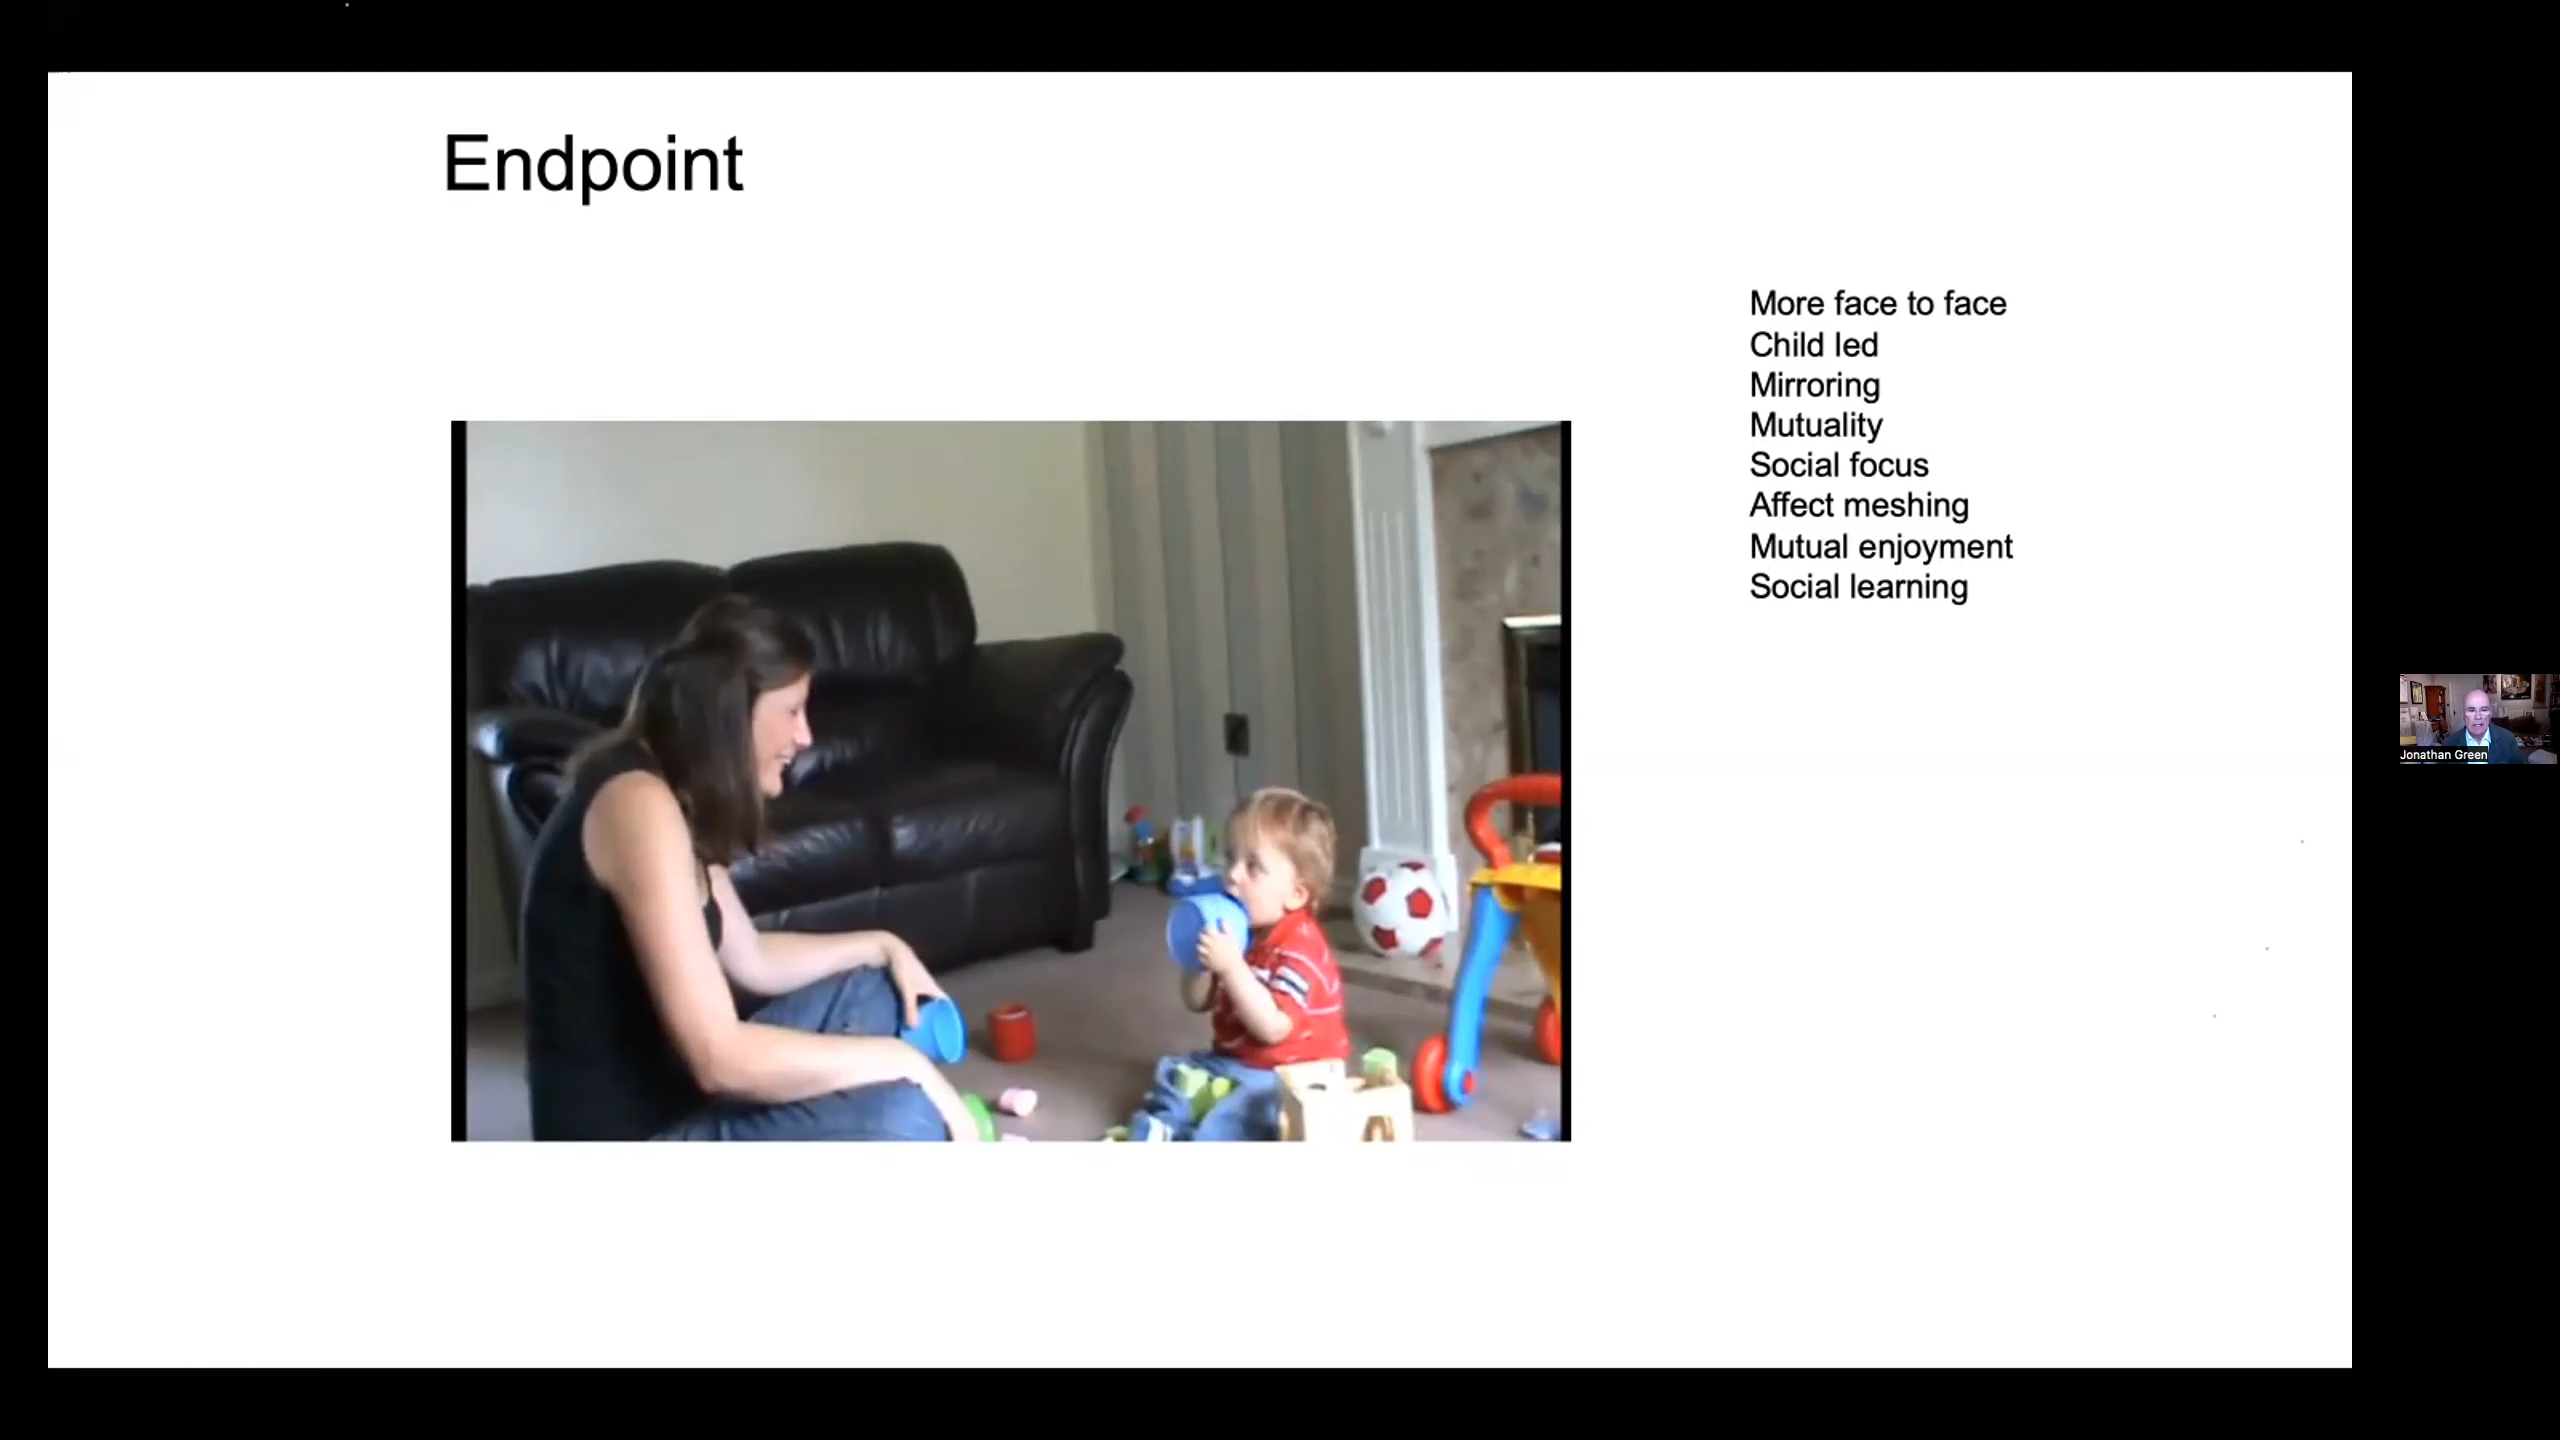 Endpoint
More face to face
Child led
Mirroring
Mutuality
Social focus
Affect meshing
Mutual enjoyment
Social learning
Jonathan Green